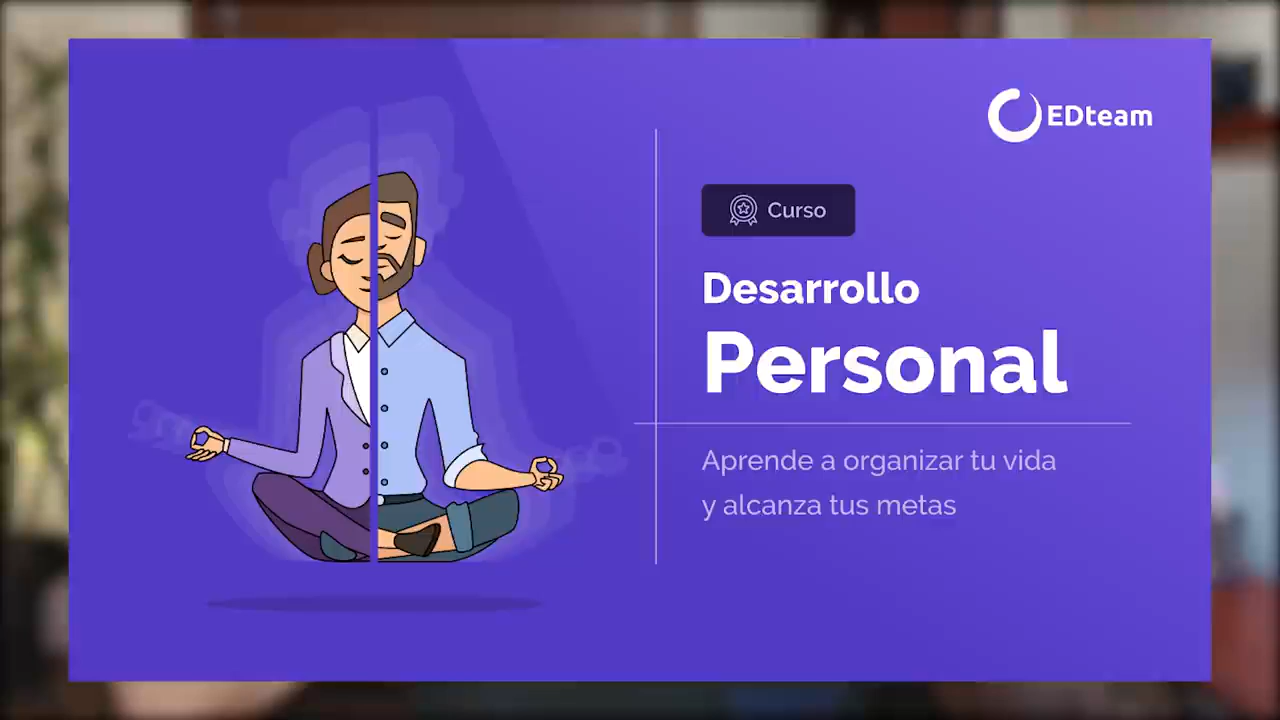 EDteam
Curso
Desarrollo
Personal
Aprende a organizar tu vida
y alcanza tus metas